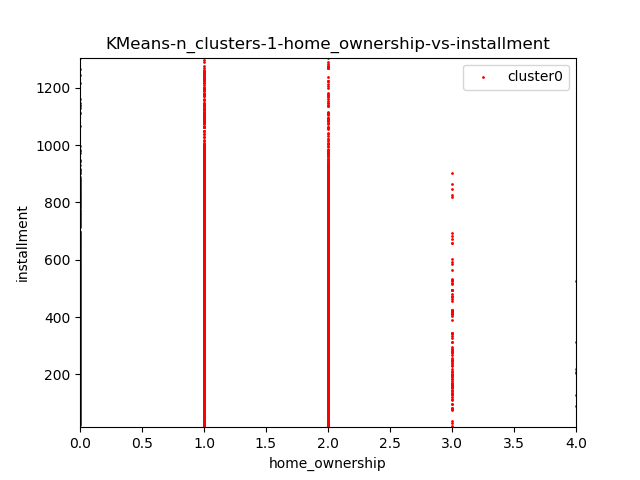 KMeans-n_clusters-1-home_ownership-vs-installment
cluster0
1200
1000
800
600
400
200
installment
0.0 0.5 1.0 1.5 2.0 2.5 3.0 3.5 4.0
home_ownership